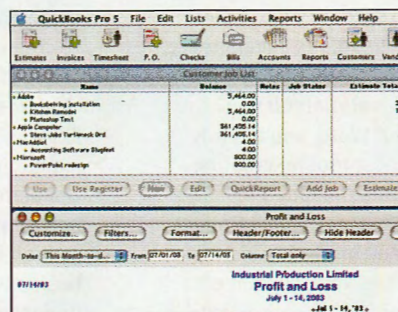 QuickBooks Pro 5 File Edit Lists Activities Reports Window Help
Estimates Invoices Timesheet P.O. Checks Bills Accounts Reports Customers Vend
Customer:Job List
Name Balance Notes Job Status Estimate Total
Adobe 5,464.00
Bookshelving installation 0.00
Kitchen Remodel 5,464.00
Photoshop Text 0.00
Apple Computer 361,435.14
Steve Jobs Turtleneck Ord 361,435.14
MacAddict 4.00
Accounting Software Slugfest 4.00
Microsoft 800.00
PowerPoint redesign 800.00
Use Use Register New Edit QuickReport Add Job Estimate
Profit and Loss
Customize... Filters... Format... Header/Footer... Hide Header
Dates This Month-to-d... From 07/01/03 To 07/14/03 Columns Total only
Industrial Production Limited
07/14/03 Profit and Loss
July 1 - 14, 2003
Jul 1 - 14, '03